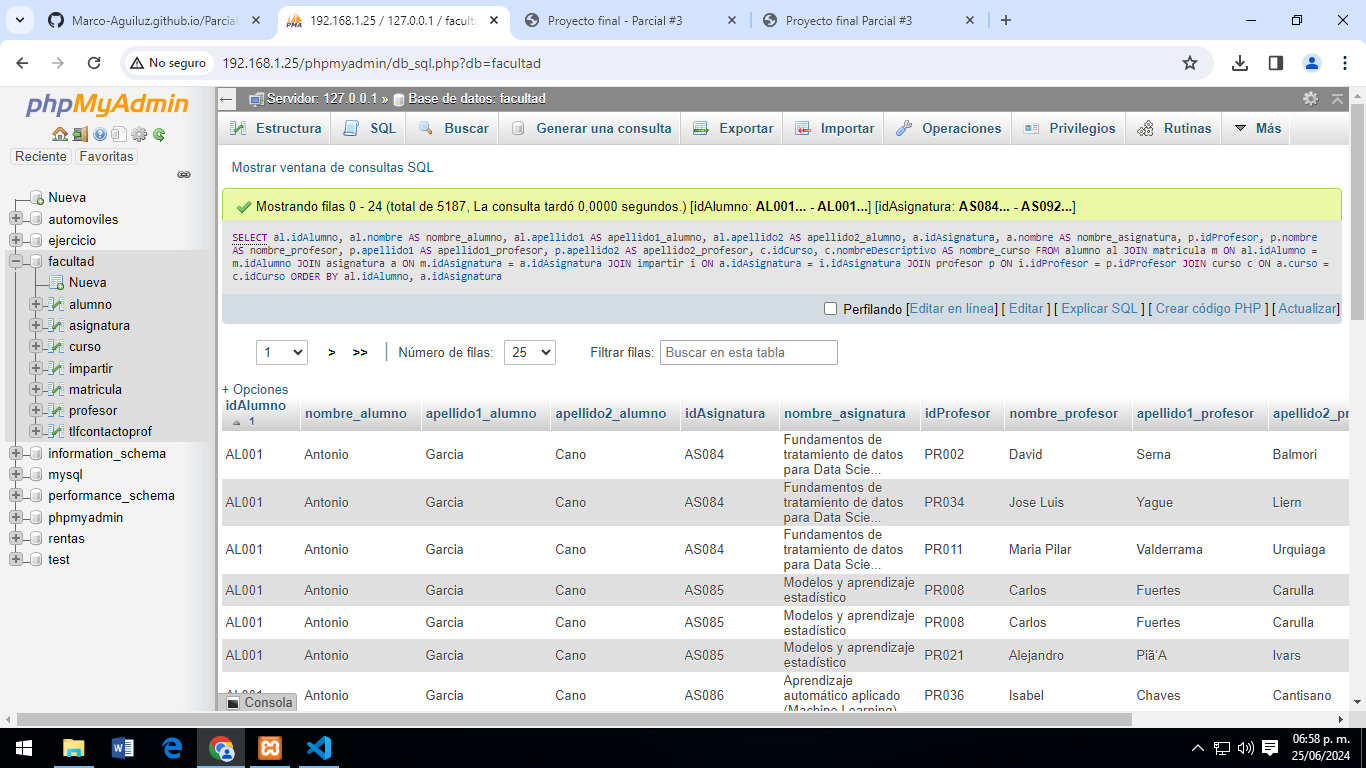 Marco-Aguiluz.github.io/Parcial
192.168.1.25 / 127.0.0.1 / faculta
Proyecto final - Parcial #3
Proyecto final Parcial #3
No seguro
192.168.1.25/phpmyadmin/db_sql.php?db=facultad
phpMyAdmin
Reciente
Favoritas
Nueva
automoviles
ejercicio
facultad
Nueva
alumno
asignatura
curso
impartir
matricula
profesor
tlfcontactoprof
information_schema
mysql
performance_schema
phpmyadmin
rentas
test
Servidor: 127.0.0.1 » Base de datos: facultad
Estructura
SQL
Buscar
Generar una consulta
Exportar
Importar
Operaciones
Privilegios
Rutinas
Más
Mostrar ventana de consultas SQL
Mostrando filas 0 - 24 (total de 5187, La consulta tardó 0,0000 segundos.) [idAlumno: AL001... - AL001...] [idAsignatura: AS084... - AS092...]
SELECT al.idAlumno, al.nombre AS nombre_alumno, al.apellido1 AS apellido1_alumno, al.apellido2 AS apellido2_alumno, a.idAsignatura, a.nombre AS nombre_asignatura, p.idProfesor, p.nombre
AS nombre_profesor, p.apellido1 AS apellido1_profesor, p.apellido2 AS apellido2_profesor, c.idCurso, c.nombreDescriptivo AS nombre_curso FROM alumno al JOIN matricula m ON al.idAlumno =
m.idAlumno JOIN asignatura a ON m.idAsignatura = a.idAsignatura JOIN impartir i ON a.idAsignatura = i.idAsignatura JOIN profesor p ON i.idProfesor = p.idProfesor JOIN curso c ON a.curso =
c.idCurso ORDER BY al.idAlumno, a.idAsignatura
Perfilando [Editar en línea] [ Editar ] [ Explicar SQL ] [ Crear código PHP ] [ Actualizar]
1 > >> Número de filas: 25 Filtrar filas: Buscar en esta tabla
+ Opciones
idAlumno 1 nombre_alumno apellido1_alumno apellido2_alumno idAsignatura nombre_asignatura idProfesor nombre_profesor apellido1_profesor apellido2_pr
AL001 Antonio Garcia Cano AS084 Fundamentos de tratamiento de datos para Data Scie... PR002 David Serna Balmori
AL001 Antonio Garcia Cano AS084 Fundamentos de tratamiento de datos para Data Scie... PR034 Jose Luis Yague Liern
AL001 Antonio Garcia Cano AS084 Fundamentos de tratamiento de datos para Data Scie... PR011 Maria Pilar Valderrama Urquiaga
AL001 Antonio Garcia Cano AS085 Modelos y aprendizaje estadístico PR008 Carlos Fuertes Carulla
AL001 Antonio Garcia Cano AS085 Modelos y aprendizaje estadístico PR008 Carlos Fuertes Carulla
AL001 Antonio Garcia Cano AS085 Modelos y aprendizaje estadístico PR021 Alejandro Piã'A Ivars
AL001 Antonio Garcia Cano AS086 Aprendizaje automático aplicado (Machine Learning) PR036 Isabel Chaves Cantisano
Consola
06:58 p. m.
25/06/2024